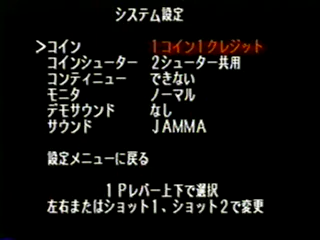 システム設定
>コイン 1コイン1クレジット
コインシューター 2シューター共用
コンティニュー できない
モニタ ノーマル
デモサウンド なし
サウンド JAMMA
設定メニューに戻る
1Pレバー上下で選択
左右またはショット1、ショット2で変更